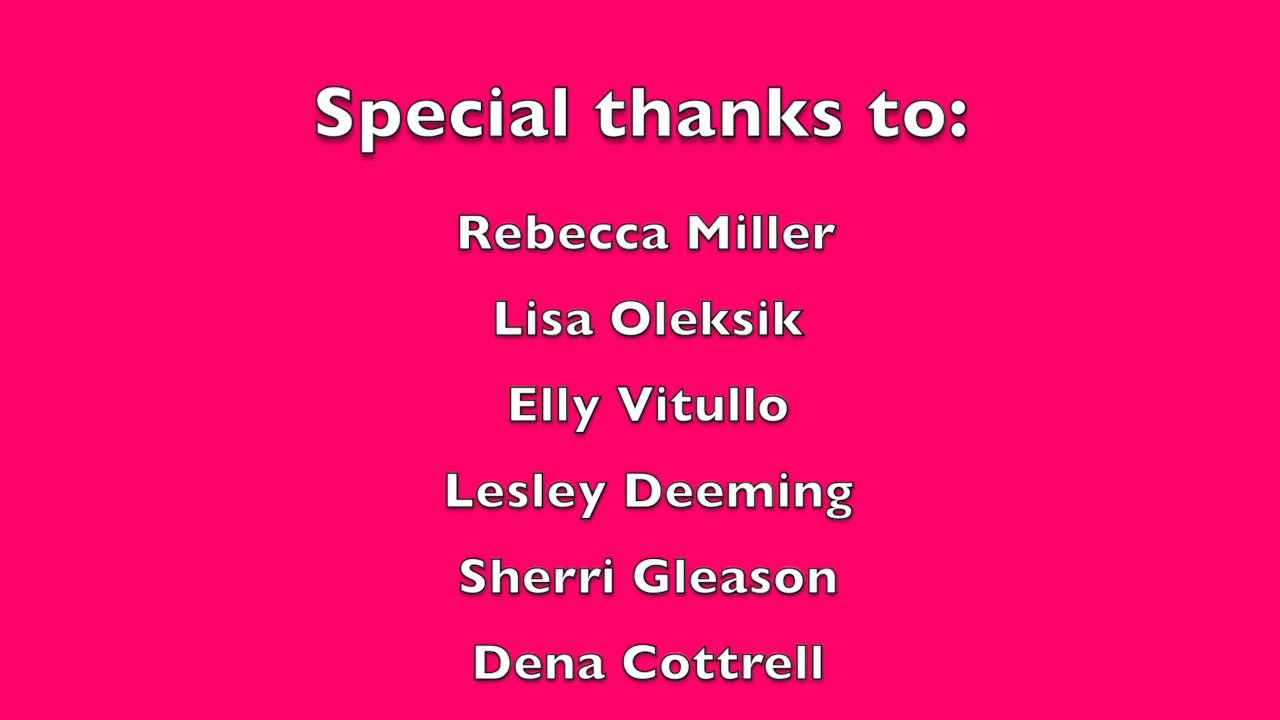 Special thanks to:
Rebecca Miller
Lisa Oleksik
Elly Vitullo
Lesley Deeming
Sherri Gleason
Dena Cottrell